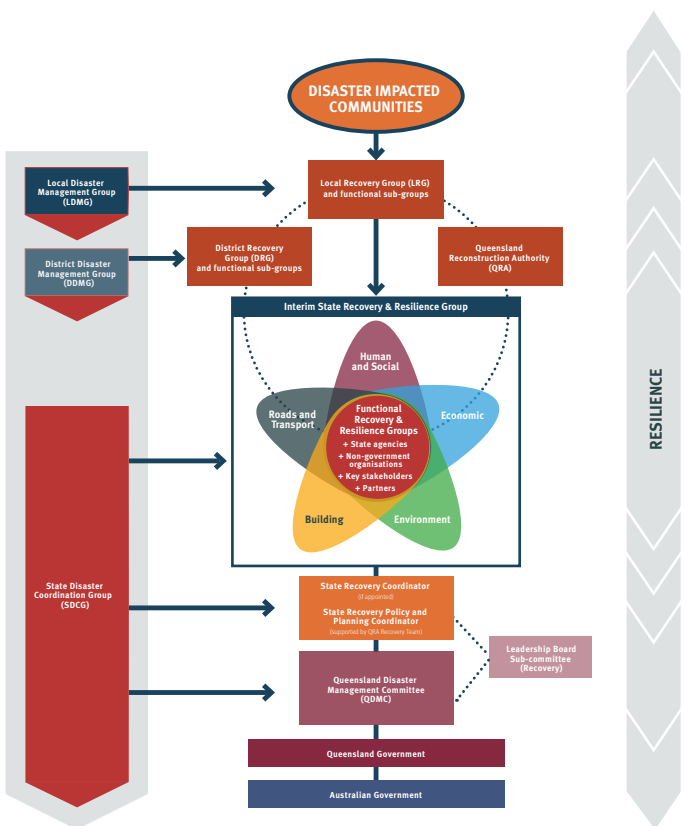 DISASTER IMPACTED
COMMUNITIES
Local Disaster
Management Group
(LDMG)
Local Recovery Group (LRG)
and functional sub-groups
District Disaster
Management Group
(DDMG)
District Recovery
Group (DRG)
and functional sub-groups
Queensland
Reconstruction Authority
(QRA)
Interim State Recovery & Resilience Group
Human
and Social
Roads and
Transport
Functional
Recovery &
Resilience Groups
+ State agencies
+ Non-government
organisations
+ Key stakeholders
+ Partners
Economic
Building
Environment
RESILIENCE
State Disaster
Coordination Group
(SDCG)
State Recovery Coordinator
(if appointed)
State Recovery Policy and
Planning Coordinator
(supported by QRA Recovery Team)
Leadership Board
Sub-committee
(Recovery)
Queensland Disaster
Management Committee
(QDMC)
Queensland Government
Australian Government